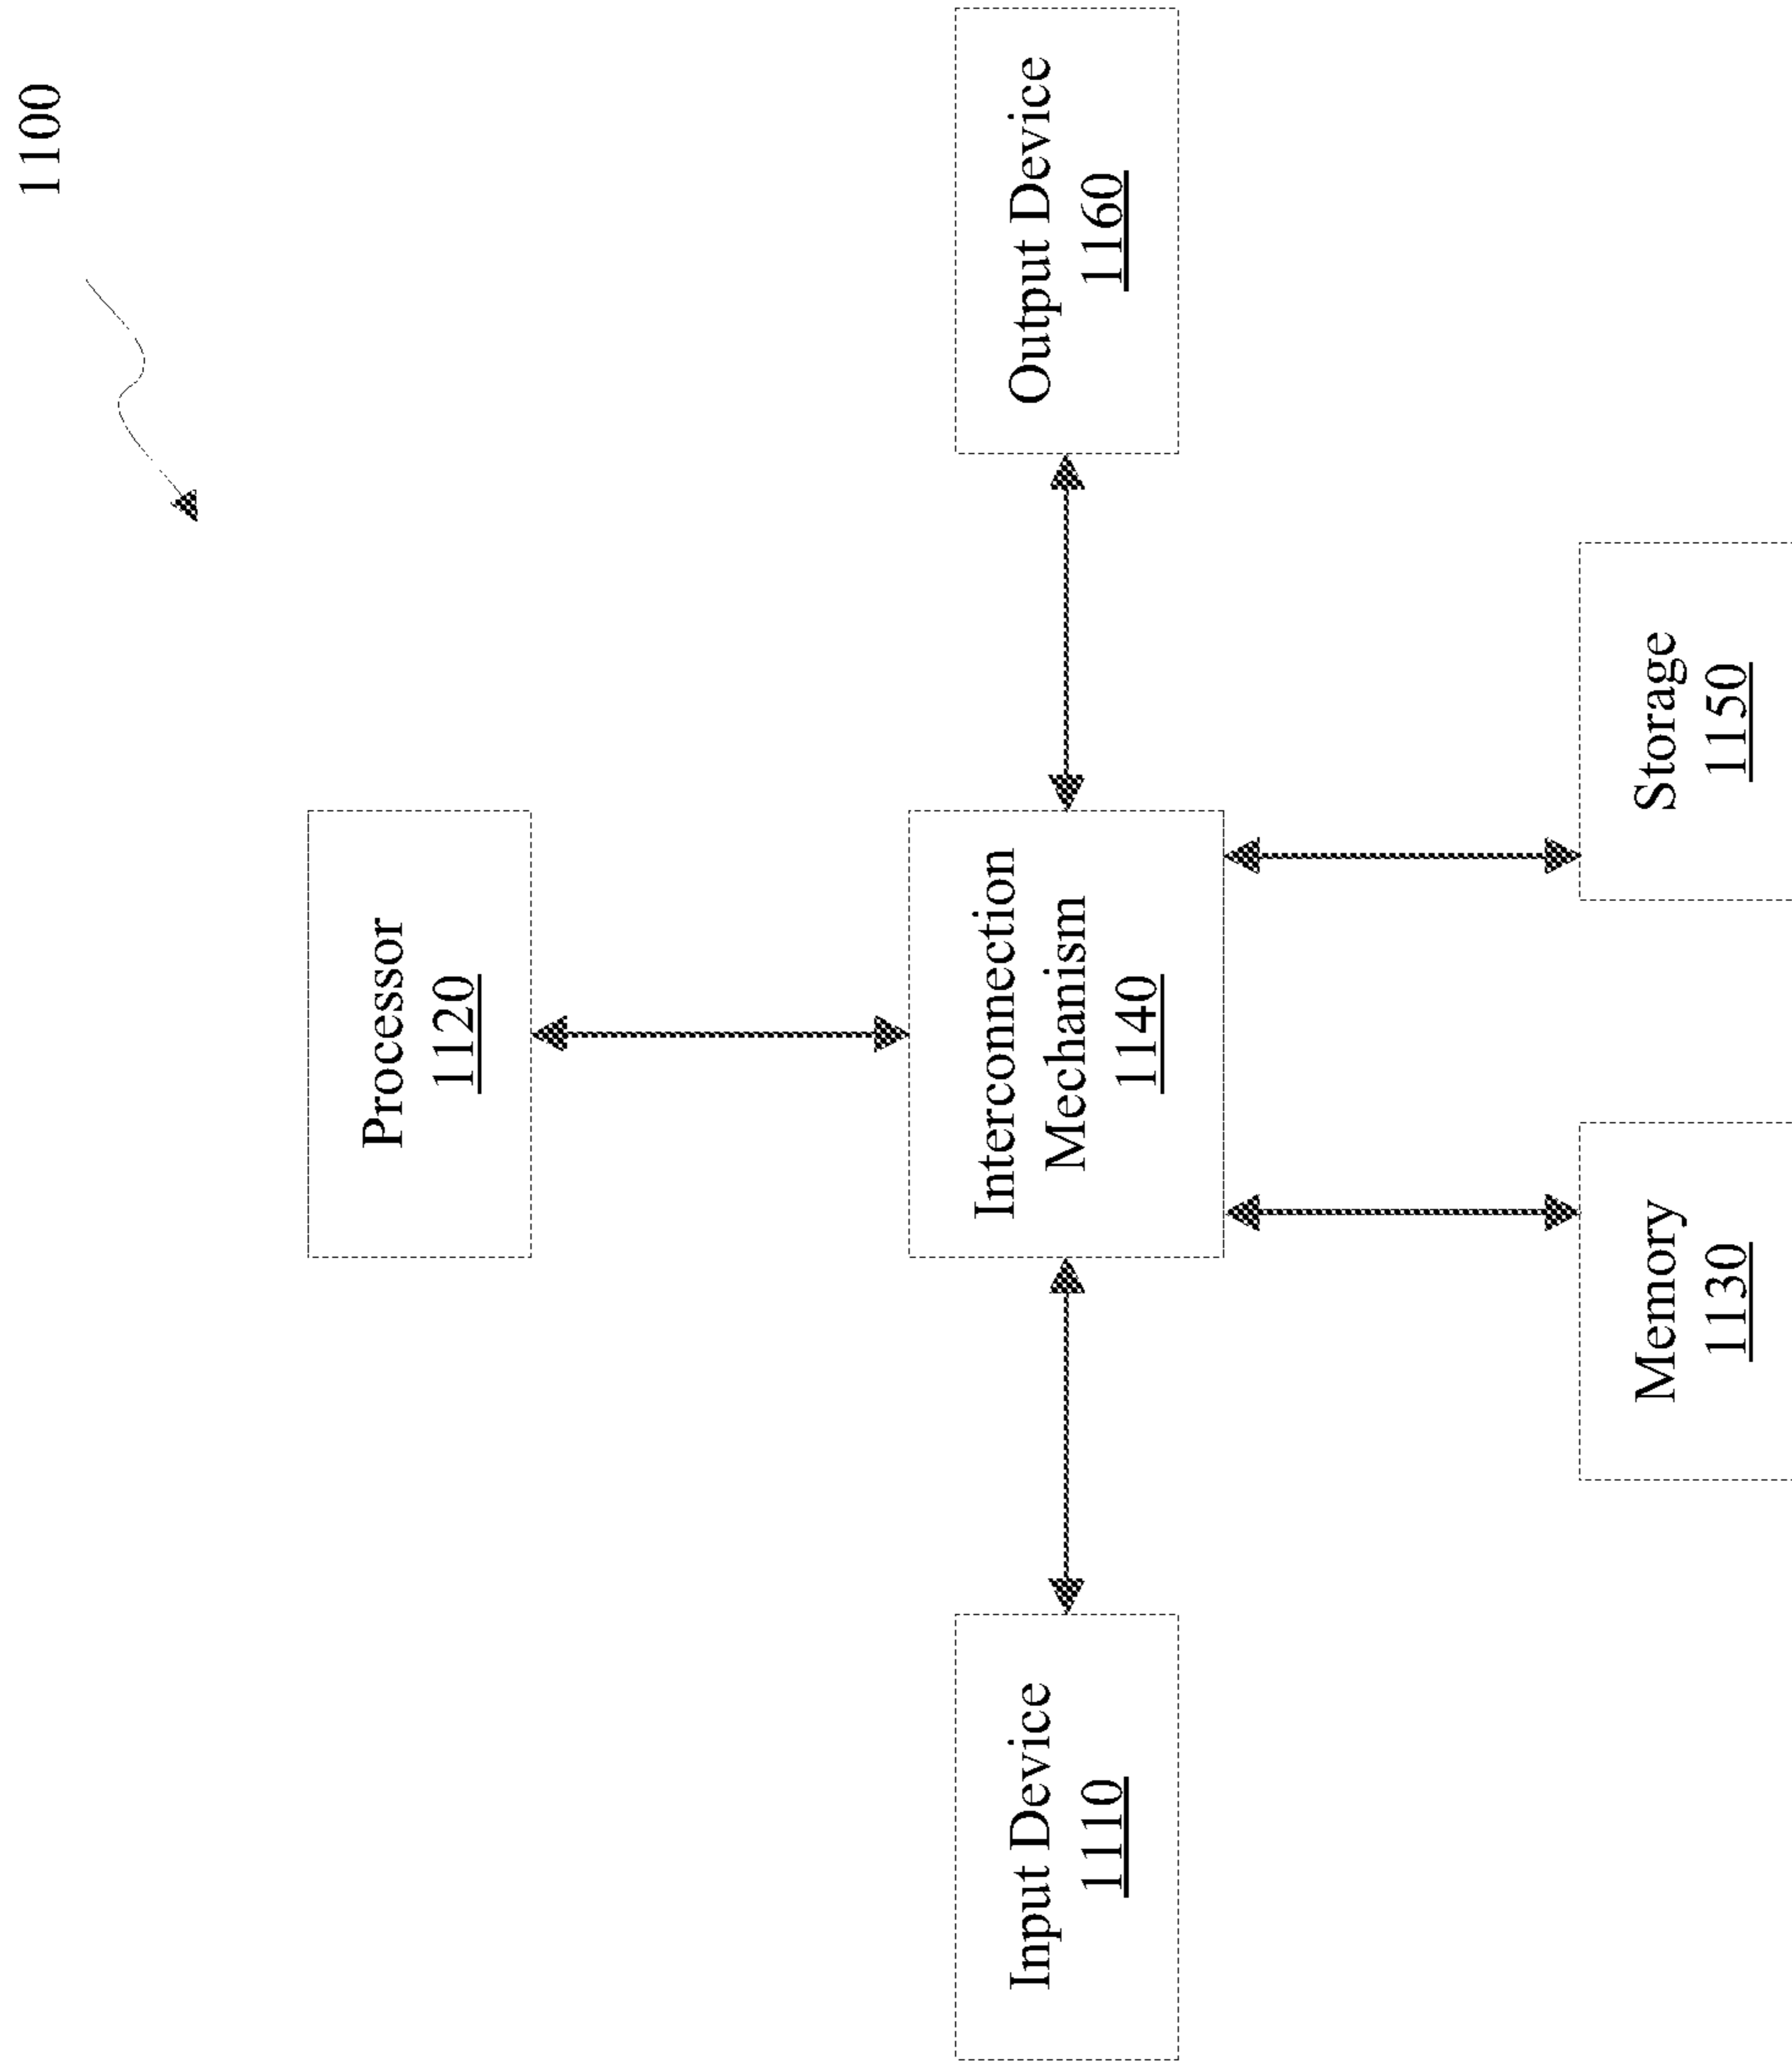 1100
Processor
1120
Input Device
1110
Interconnection
Mechanism
1140
Output Device
1160
Memory
1130
Storage
1150